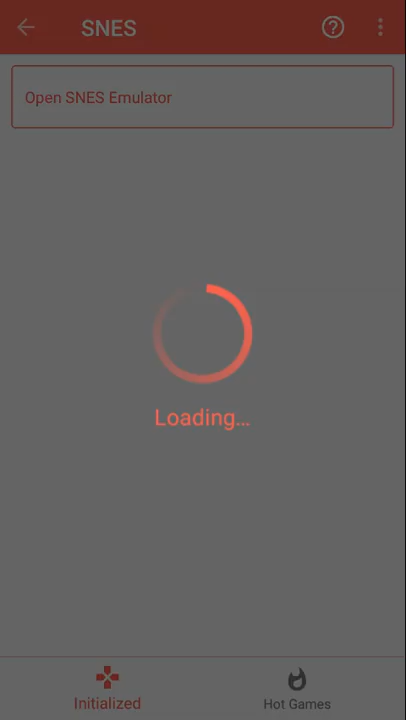 SNES
Open SNES Emulator
Loading...
Initialized
Hot Games